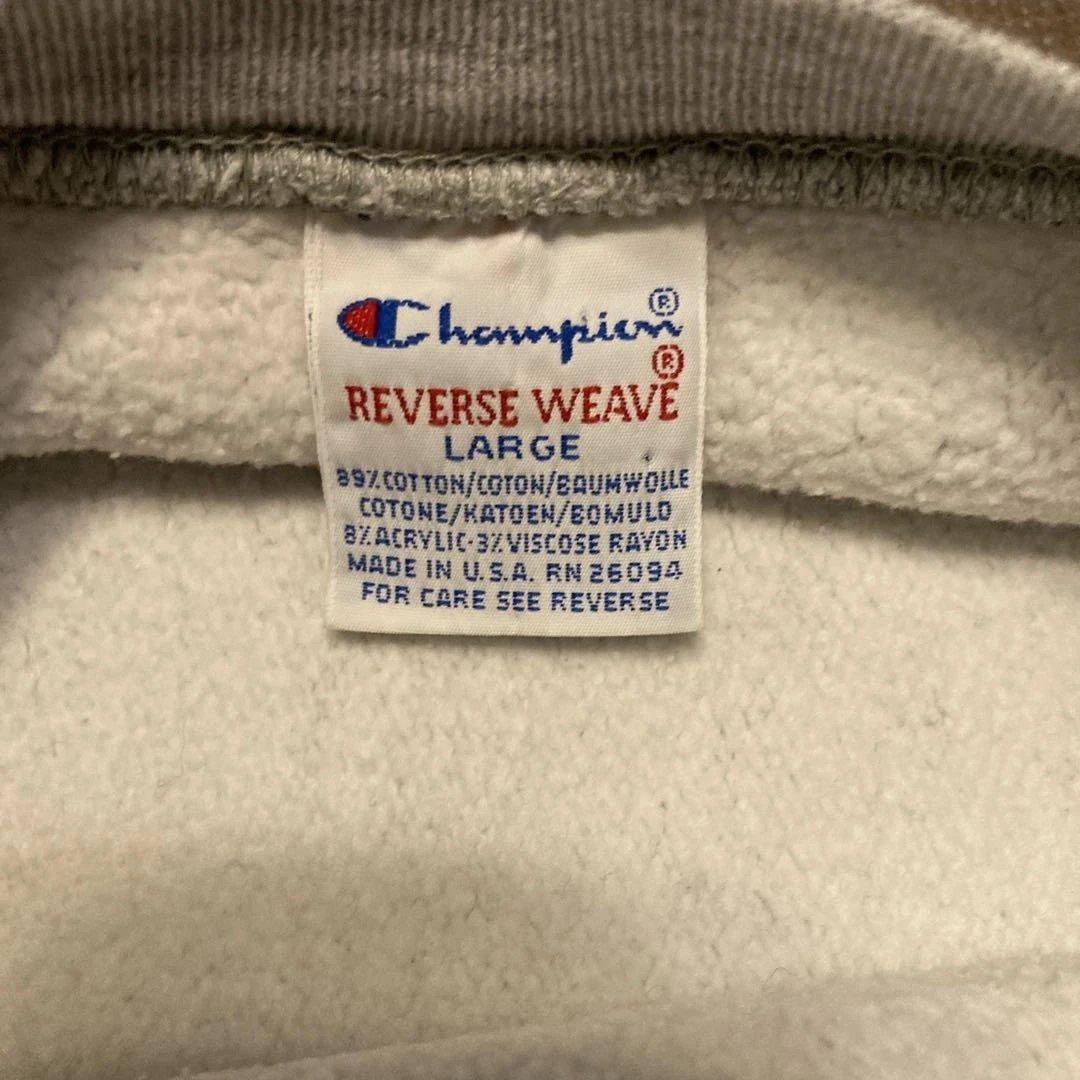 Champion®
REVERSE WEAVE®
LARGE
89% COTTON/COTON/BAUMWOLLE
COTONE/KATOEN/BOMULD
8% ACRYLIC-3% VISCOSE RAYON
MADE IN U.S.A. RN 26094
FOR CARE SEE REVERSE